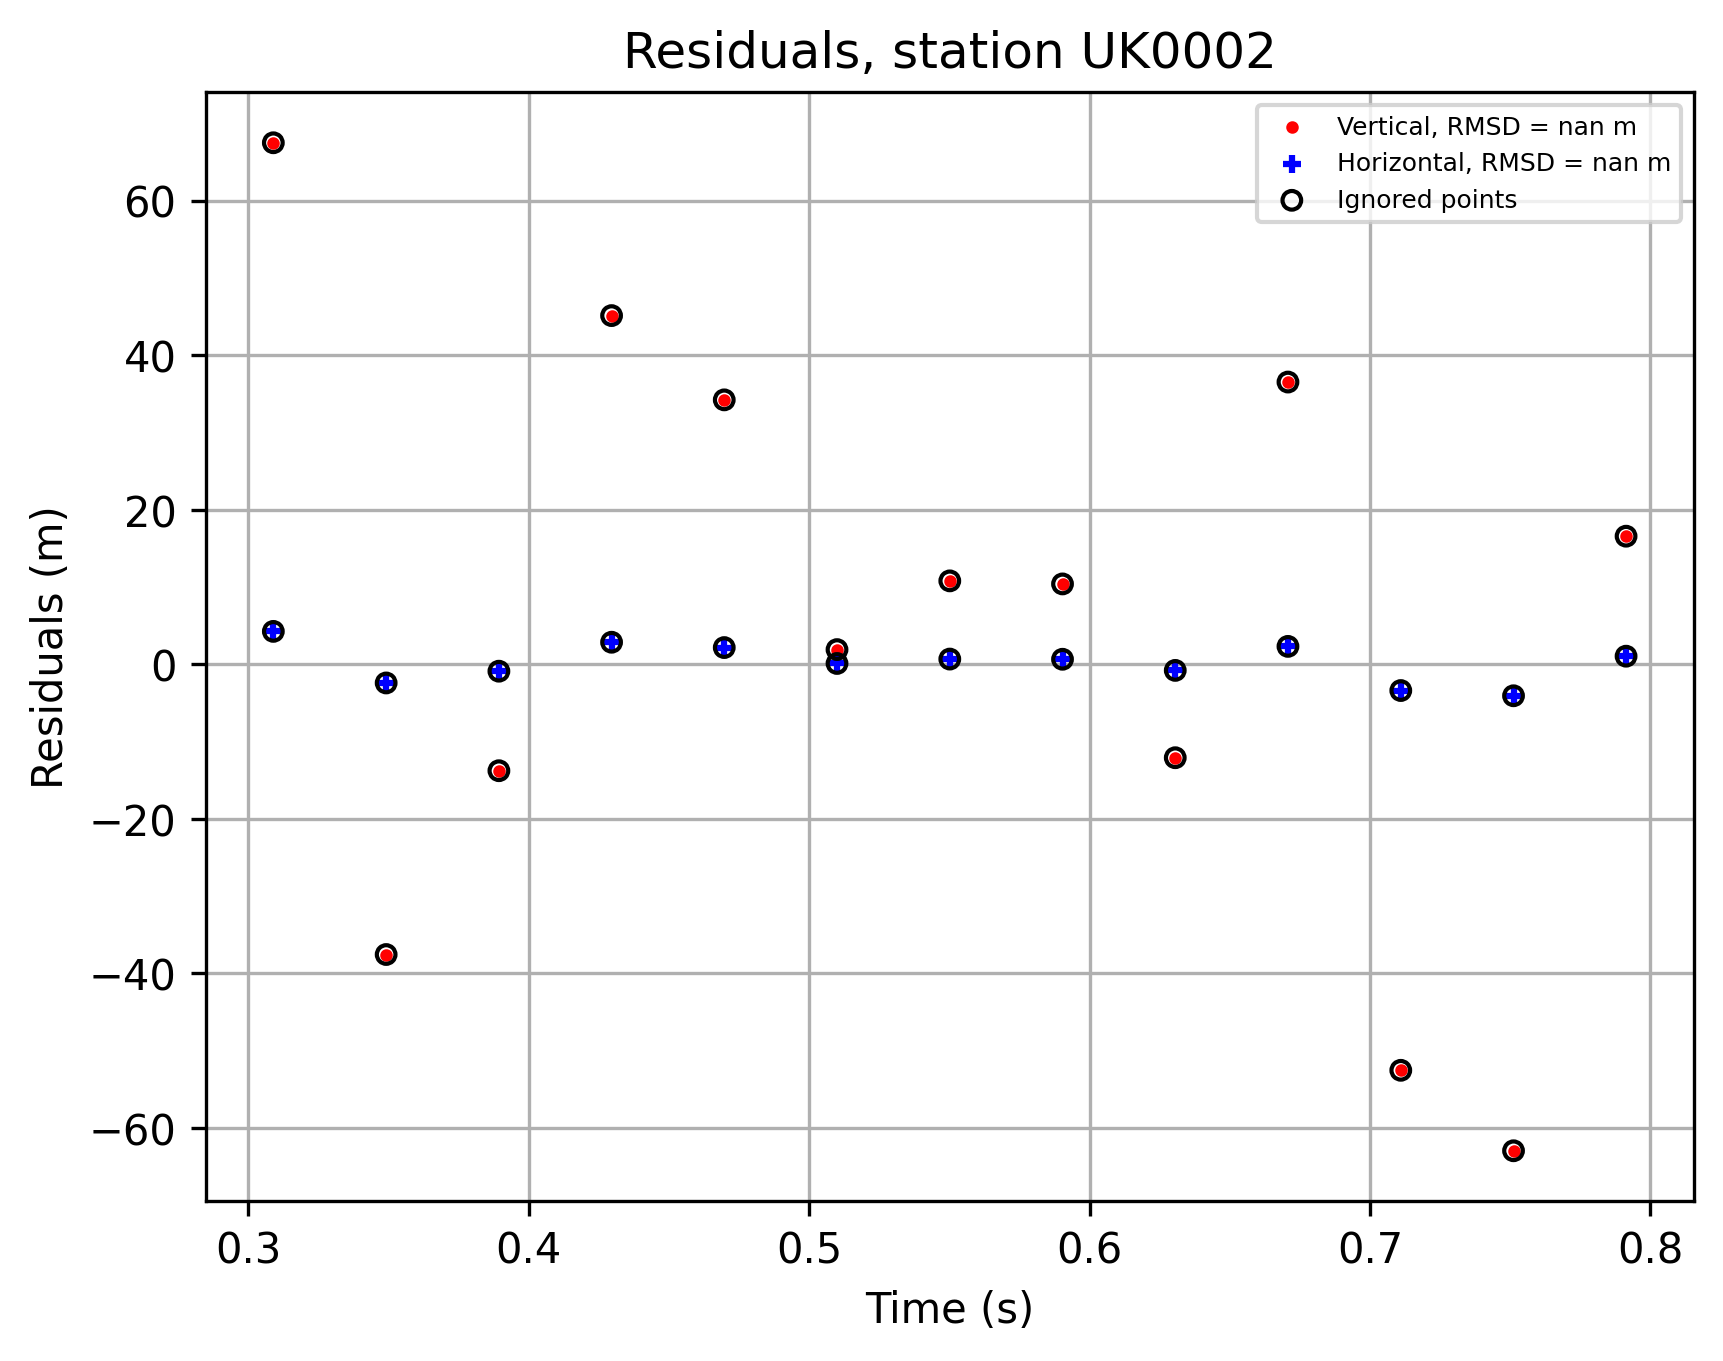 Residuals, station UK0002
Vertical, RMSD = nan m
Horizontal, RMSD = nan m
Ignored points
60
40
20
0
−20
−40
−60
Residuals (m)
0.3 0.4 0.5 0.6 0.7 0.8
Time (s)